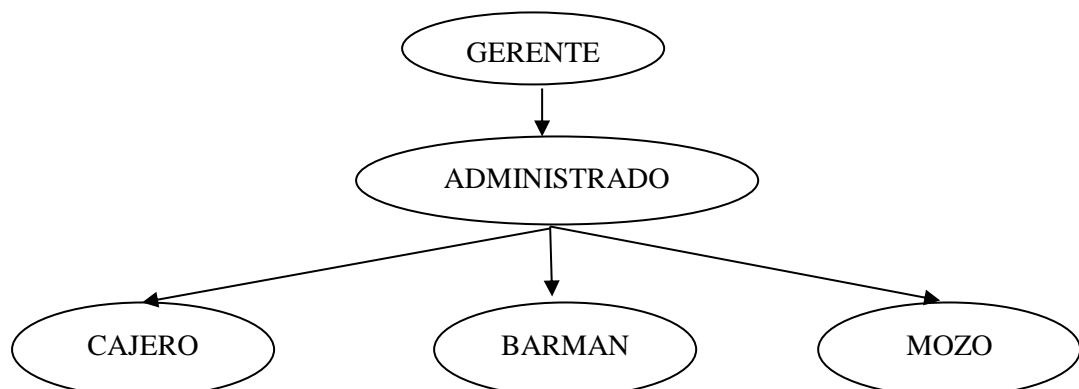 GERENTE
ADMINISTRADO
CAJERO
BARMAN
MOZO